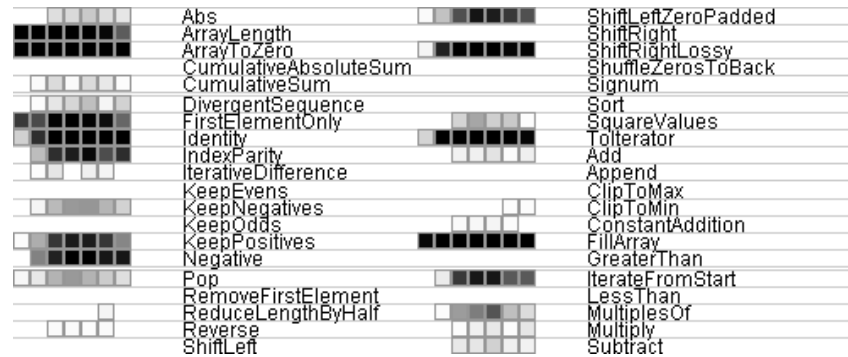 Abs
ArrayLength
ArrayToZero
CumulativeAbsoluteSum
CumulativeSum
DivergentSequence
FirstElementOnly
Identity
IndexParity
IterativeDifference
KeepEvens
KeepNegatives
KeepOdds
KeepPositives
Negative
Pop
RemoveFirstElement
ReduceLengthByHalf
Reverse
ShiftLeft
ShiftLeftZeroPadded
ShiftRight
ShiftRightLossy
ShuffleZerosToBack
Signum
Sort
SquareValues
ToIterator
Add
Append
ClipToMax
ClipToMin
ConstantAddition
FillArray
GreaterThan
IterateFromStart
LessThan
MultiplesOf
Multiply
Subtract